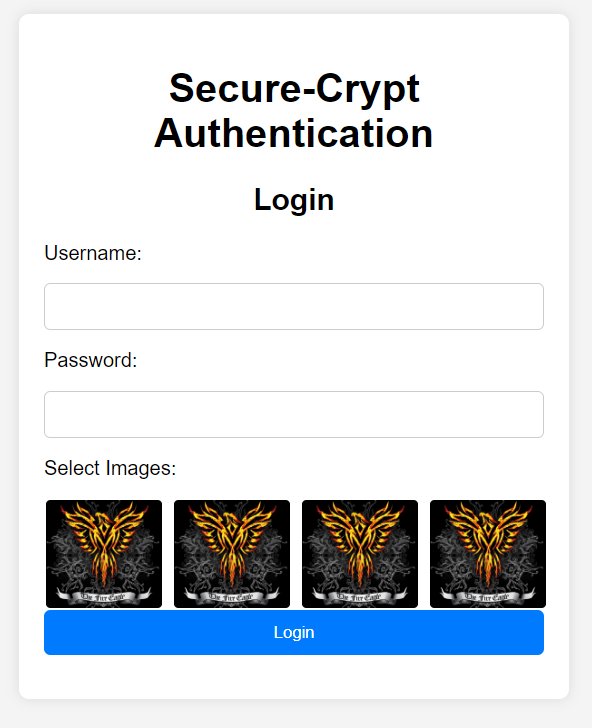 Secure-Crypt
Authentication
Login
Username:
Password:
Select Images:
The Fire Eagle
The Fire Eagle
The Fire Eagle
The Fire Eagle
Login